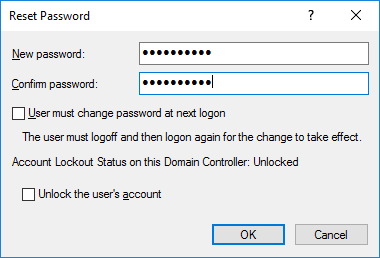 Reset Password
?
New password:
●●●●●●●●●●
Confirm password:
●●●●●●●●●●
User must change password at next logon
The user must logoff and then logon again for the change to take effect.
Account Lockout Status on this Domain Controller: Unlocked
Unlock the user's account
OK
Cancel